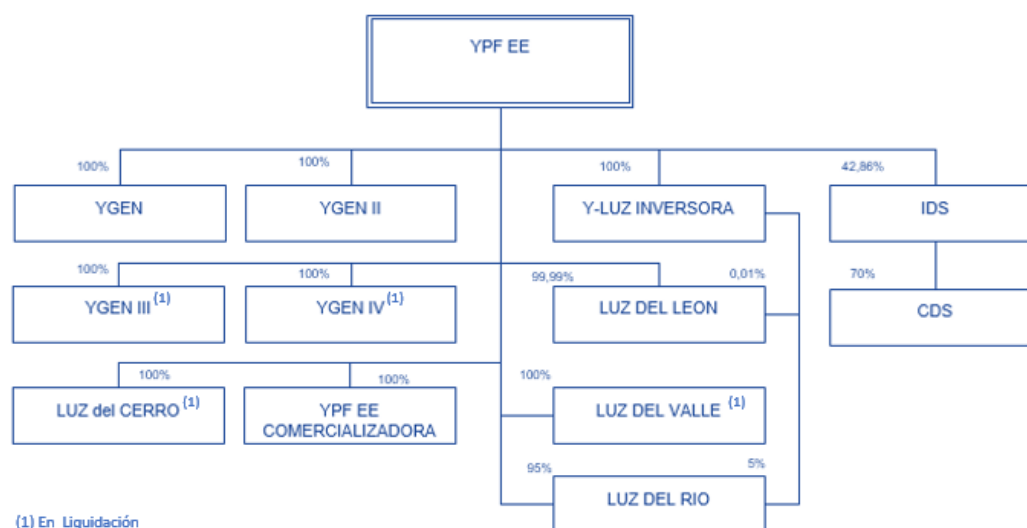 YPF EE
100%
100%
100%
42,86%
YGEN
YGEN II
Y-LUZ INVERSORA
IDS
100%
100%
99,99%
0,01%
70%
YGEN III (1)
YGEN IV (1)
LUZ DEL LEON
CDS
100%
100%
100%
LUZ del CERRO (1)
YPF EE
COMERCIALIZADORA
LUZ DEL VALLE (1)
95%
5%
LUZ DEL RIO
(1) En Liquidación